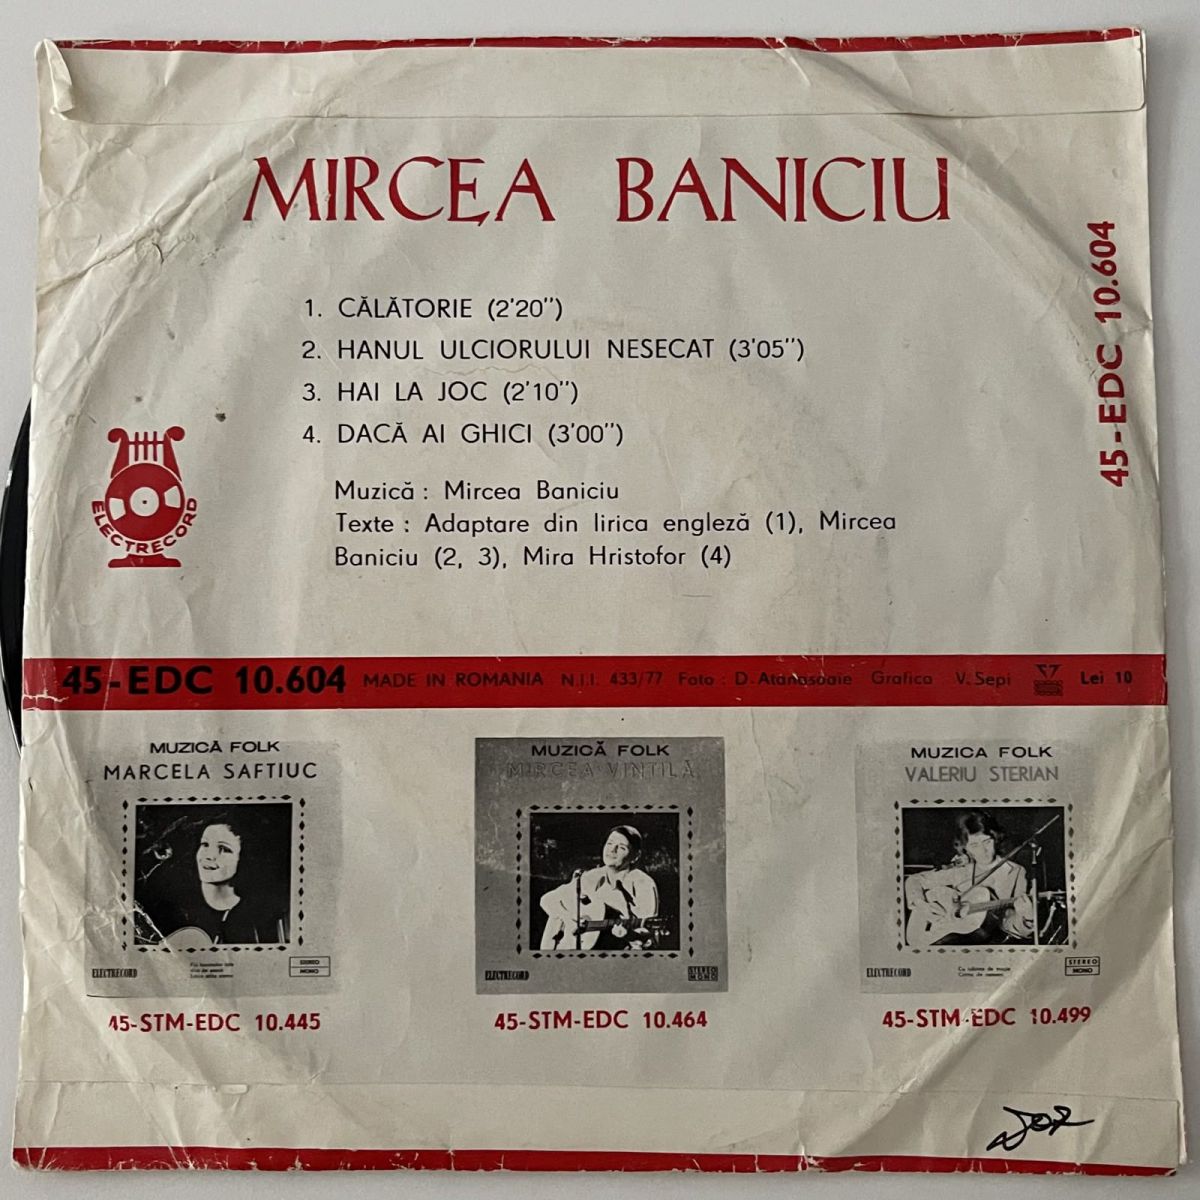 MIRCEA BANICIU
1. CĂLĂTORIE (2'20'')
2. HANUL ULCIORULUI NESECAT (3'05'')
3. HAI LA JOC (2'10'')
4. DACĂ AI GHICI (3'00'')
Muzică : Mircea Baniciu
Texte : Adaptare din lirica engleză (1), Mircea
Baniciu (2, 3), Mira Hristofor (4)
45-EDC 10.604
ELECTRECORD
45-EDC 10.604 MADE IN ROMANIA N.I.I. 433/77 Foto : D. Atanasoaie Grafica V. Sepi Lei 10
MUZICĂ FOLK
MARCELA SAFTIUC
ELECTRECORD
STEREO
MONO
45-STM-EDC 10.445
MUZICĂ FOLK
MIRCEA VINTILĂ
ELECTRECORD
STEREO
MONO
45-STM-EDC 10.464
MUZICA FOLK
VALERIU STERIAN
ELECTRECORD
STEREO
MONO
45-STM-EDC 10.499